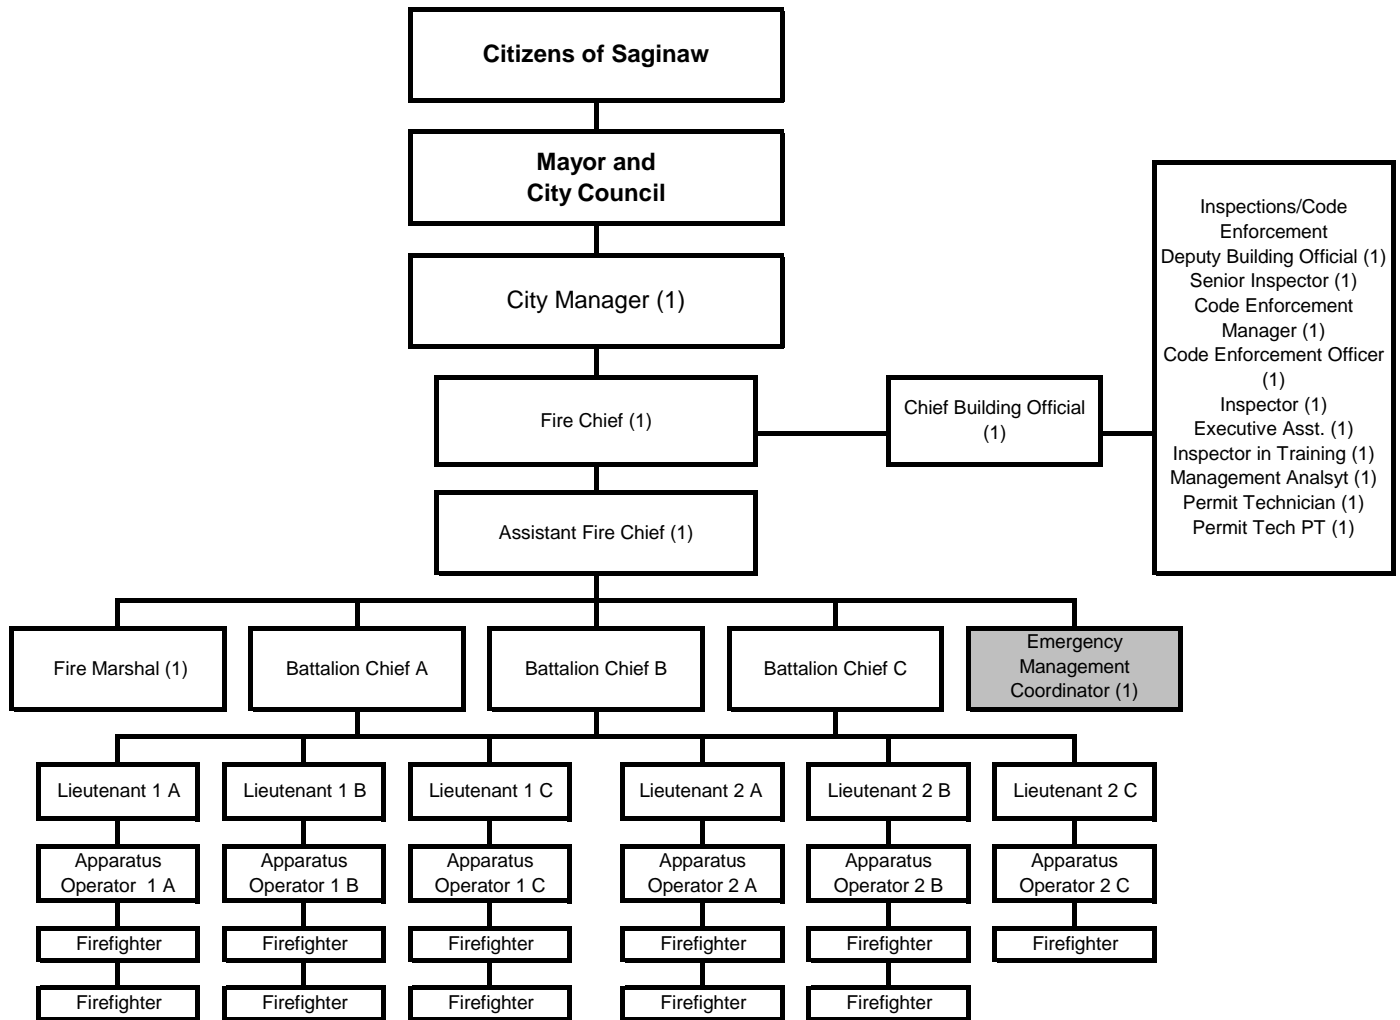 Citizens of Saginaw
Mayor and
City Council
City Manager (1)
Fire Chief (1)
Chief Building Official
(1)
Inspections/Code
Enforcement
Deputy Building Official (1)
Senior Inspector (1)
Code Enforcement
Manager (1)
Code Enforcement Officer
(1)
Inspector (1)
Executive Asst. (1)
Inspector in Training (1)
Management Analsyt (1)
Permit Technician (1)
Permit Tech PT (1)
Assistant Fire Chief (1)
Fire Marshal (1)
Battalion Chief A
Battalion Chief B
Battalion Chief C
Emergency
Management
Coordinator (1)
Lieutenant 1 A
Lieutenant 1 B
Lieutenant 1 C
Lieutenant 2 A
Lieutenant 2 B
Lieutenant 2 C
Apparatus
Operator 1 A
Apparatus
Operator 1 B
Apparatus
Operator 1 C
Apparatus
Operator 2 A
Apparatus
Operator 2 B
Apparatus
Operator 2 C
Firefighter
Firefighter
Firefighter
Firefighter
Firefighter
Firefighter
Firefighter
Firefighter
Firefighter
Firefighter
Firefighter